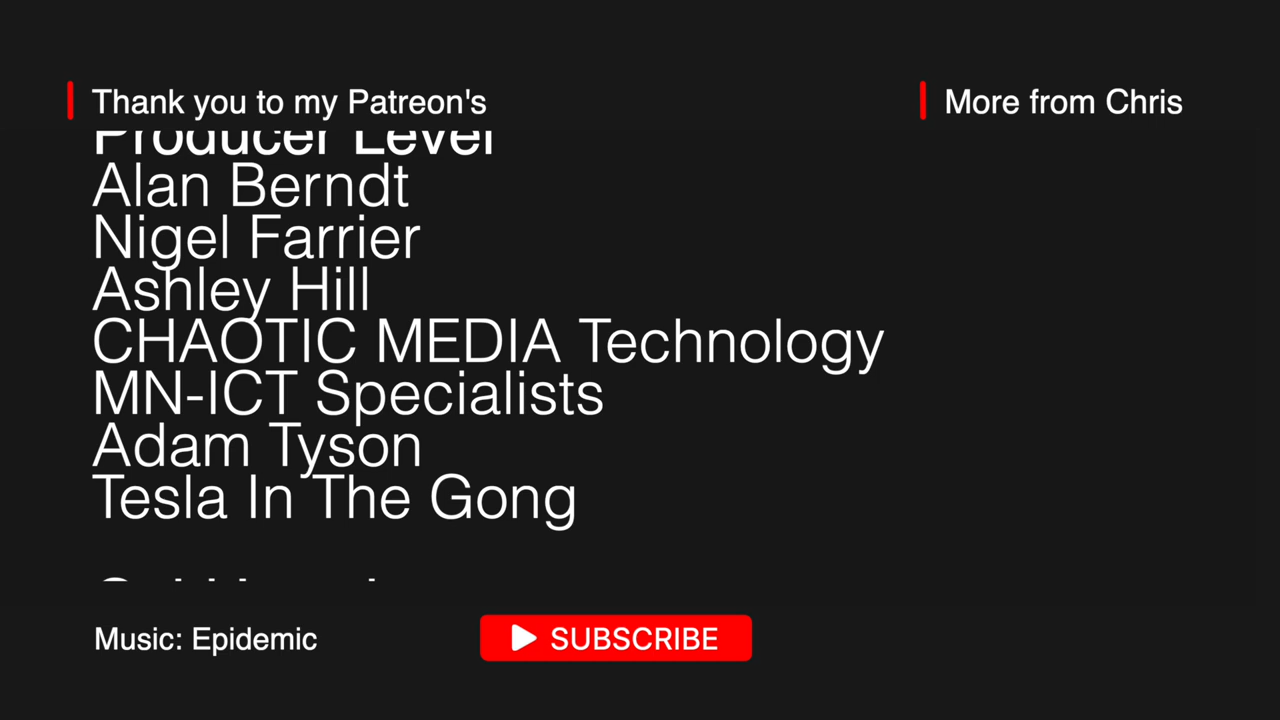 Thank you to my Patreon's
More from Chris
Producer Level
Alan Berndt
Nigel Farrier
Ashley Hill
CHAOTIC MEDIA Technology
MN-ICT Specialists
Adam Tyson
Tesla In The Gong
Music: Epidemic
SUBSCRIBE